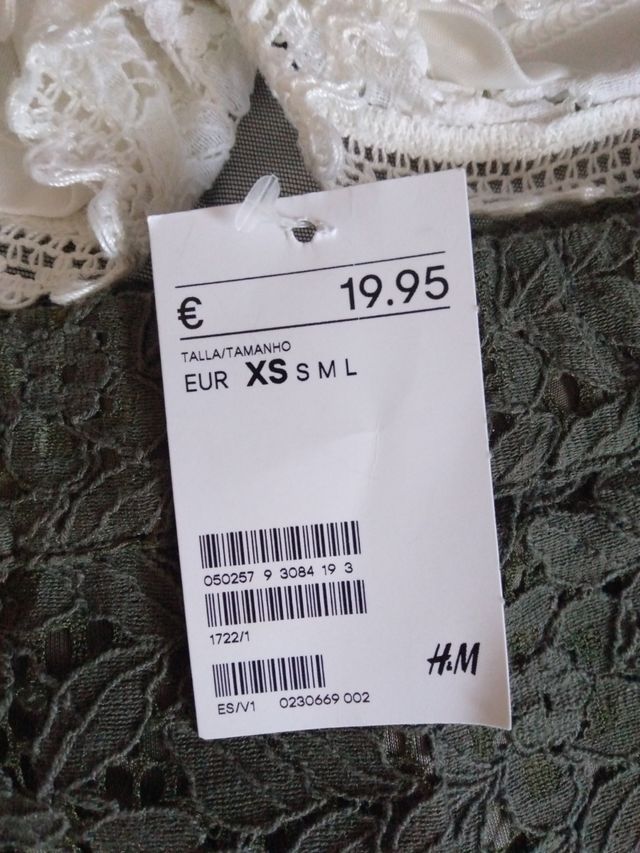 € 19.95
TALLA/TAMANHO
EUR XS S M L
050257 9 3084 19 3
1722/1
H&M
ES/V1 0230669 002